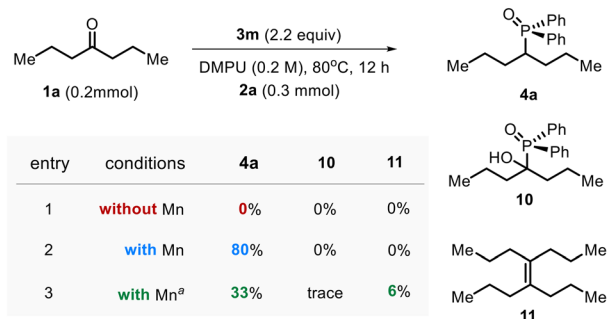 O
Me Me
1a (0.2mmol)
3m (2.2 equiv)
DMPU (0.2 M), 80°C, 12 h
2a (0.3 mmol)
O Ph
P Ph
Me Me
4a
O Ph
HO P Ph
Me Me
10
Me Me
Me Me
11
entry conditions 4a 10 11
1 without Mn 0% 0% 0%
2 with Mn 80% 0% 0%
3 with Mnᵃ 33% trace 6%